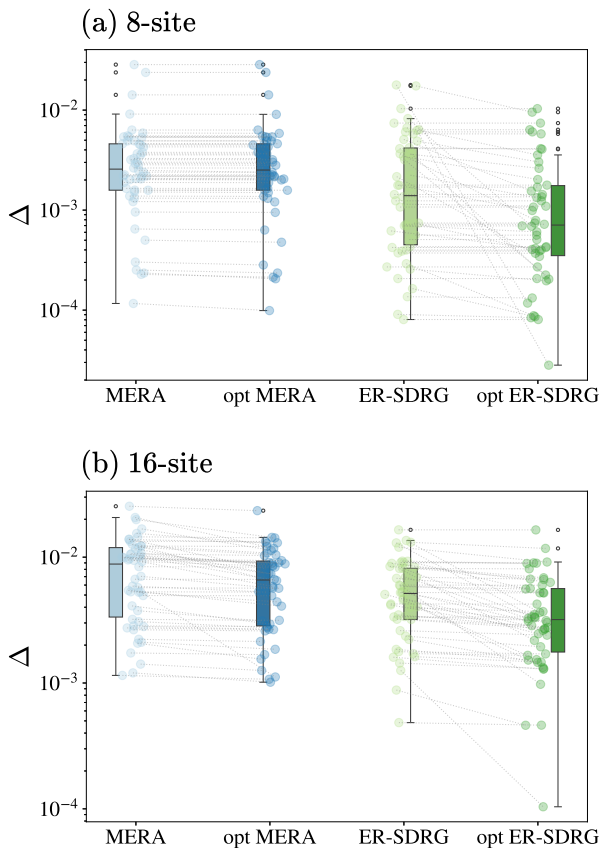 (a) 8-site
10⁻²
10⁻³
10⁻⁴
Δ
MERA opt MERA ER-SDRG opt ER-SDRG
(b) 16-site
10⁻²
10⁻³
10⁻⁴
Δ
MERA opt MERA ER-SDRG opt ER-SDRG